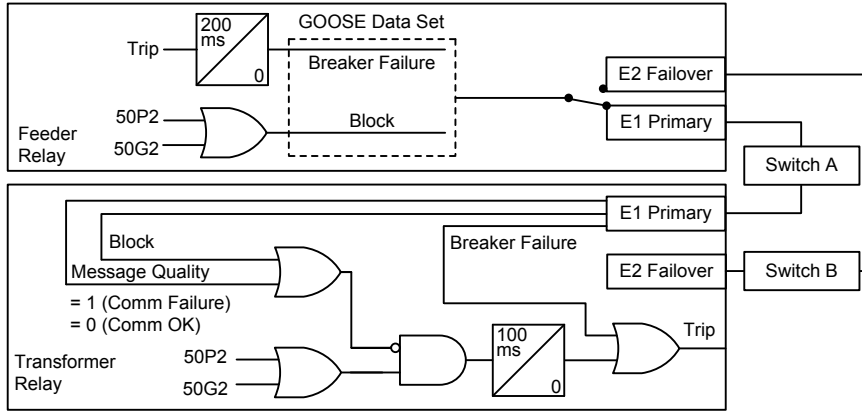 GOOSE Data Set
200
ms
0
Trip
Breaker Failure
E2 Failover
50P2
50G2
Block
E1 Primary
Feeder
Relay
Switch A
E1 Primary
Block
Breaker Failure
Message Quality
= 1 (Comm Failure)
= 0 (Comm OK)
E2 Failover
Switch B
100
ms
0
Trip
Transformer
Relay
50P2
50G2